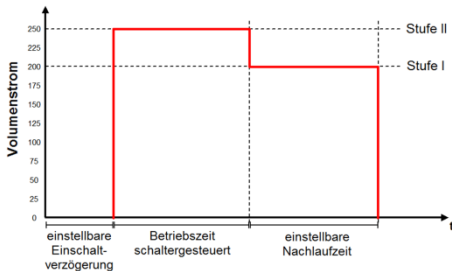 Volumenstrom
250
225
200
175
150
125
100
75
50
25
0
Stufe II
Stufe I
t
einstellbare
Einschalt-
verzögerung
Betriebszeit
schaltergesteuert
einstellbare
Nachlaufzeit